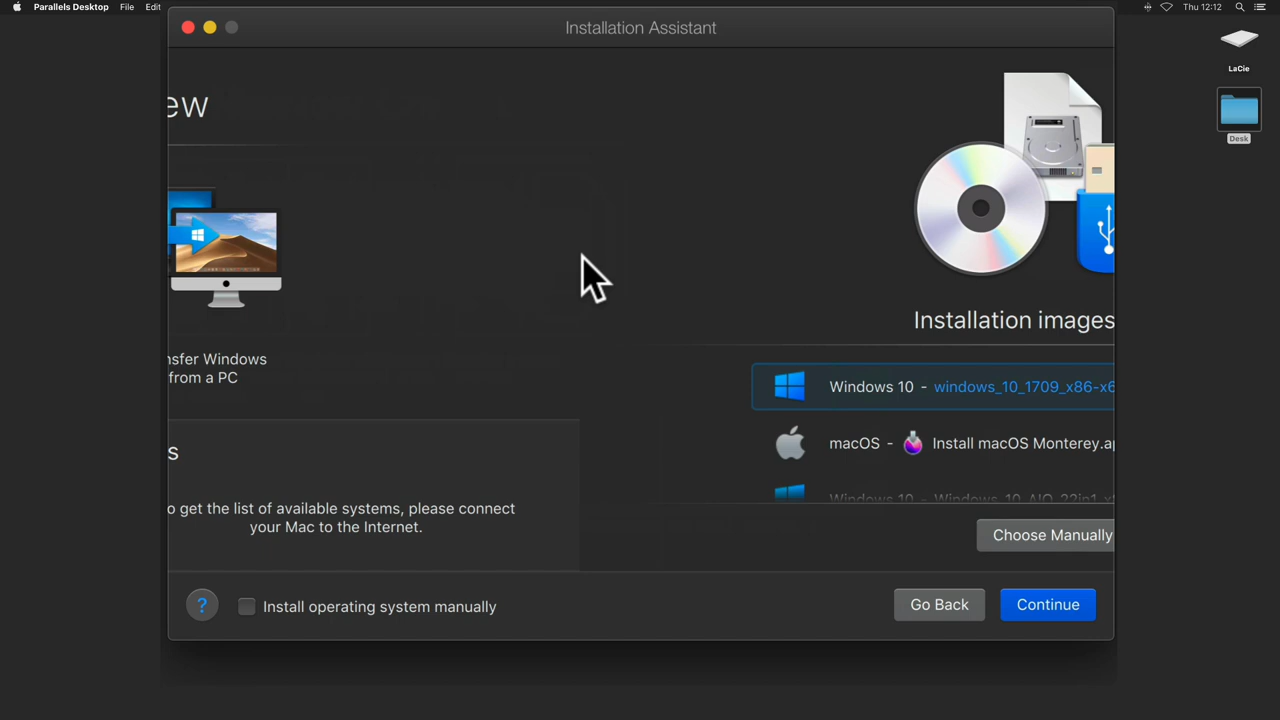 Parallels Desktop File Edit
Thu 12:12
Installation Assistant
LaCie
Desk
ew
nsfer Windows
from a PC
Installation images
Windows 10 - windows_10_1709_x86-x6
macOS - Install macOS Monterey.ap
Windows 10 - Windows_10_AIO_22in1_x
s
o get the list of available systems, please connect
your Mac to the Internet.
Choose Manually
? Install operating system manually
Go Back
Continue